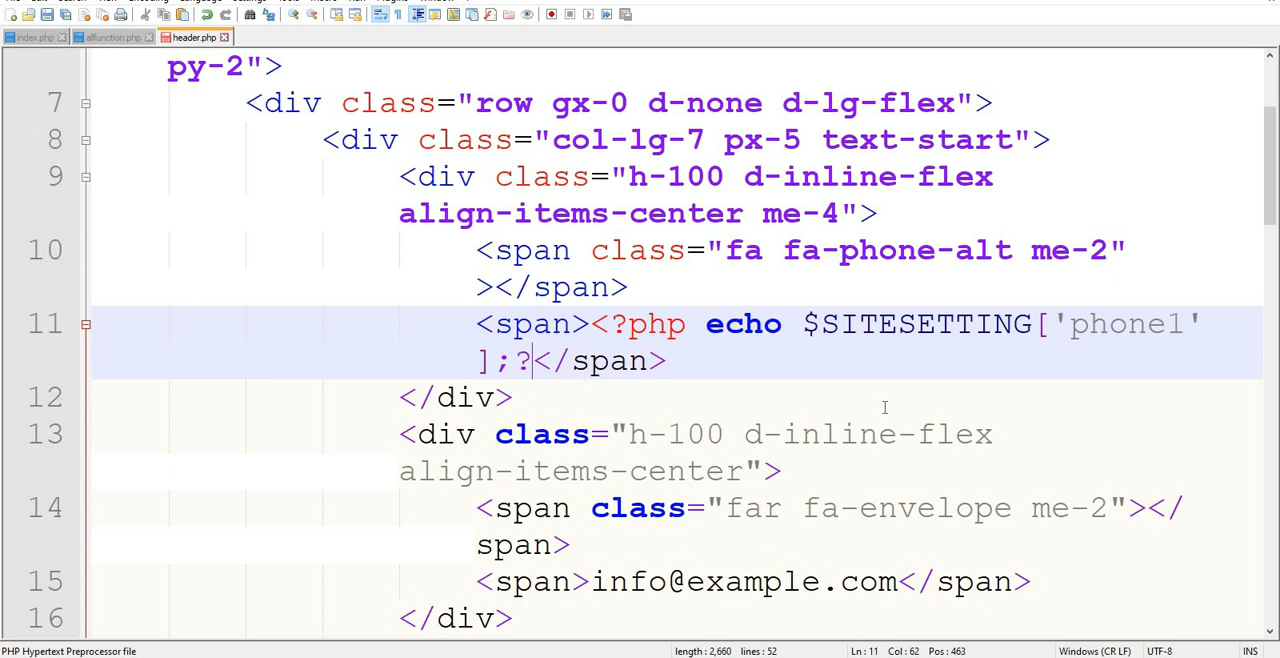 index.php
allfunction.php
header.php
py-2">
7 <div class="row gx-0 d-none d-lg-flex">
8 <div class="col-lg-7 px-5 text-start">
9 <div class="h-100 d-inline-flex
align-items-center me-4">
10 <span class="fa fa-phone-alt me-2"
></span>
11 <span><?php echo $SITESETTING['phone1'
];?</span>
12 </div>
13 <div class="h-100 d-inline-flex
align-items-center">
14 <span class="far fa-envelope me-2"></
span>
15 <span>info@example.com</span>
16 </div>
PHP Hypertext Preprocessor file
length : 2,660 lines : 52
Ln : 11 Col : 62 Pos : 463
Windows (CR LF)
UTF-8
INS